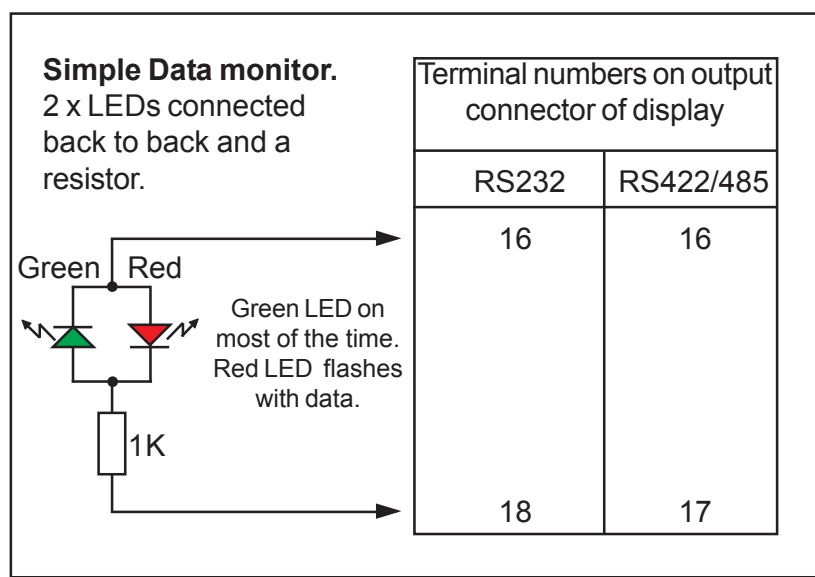 Simple Data monitor.
2 x LEDs connected
back to back and a
resistor.
Terminal numbers on output
connector of display
RS232 RS422/485
16 16
Green Red
Green LED on
most of the time.
Red LED flashes
with data.
1K
18 17